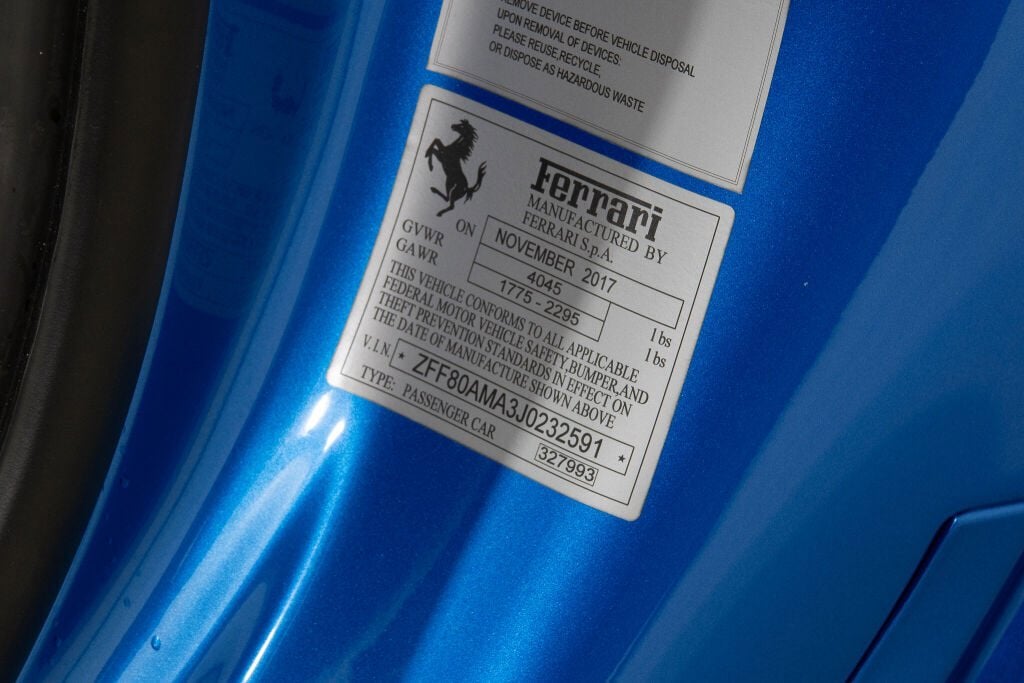 REMOVE DEVICE BEFORE VEHICLE DISPOSAL
UPON REMOVAL OF DEVICES:
PLEASE REUSE,RECYCLE,
OR DISPOSE AS HAZARDOUS WASTE
Ferrari
MANUFACTURED BY
FERRARI S.p.A.
ON NOVEMBER 2017
GVWR 4045 lbs
GAWR 1775 - 2295 lbs
THIS VEHICLE CONFORMS TO ALL APPLICABLE
FEDERAL MOTOR VEHICLE SAFETY,BUMPER,AND
THEFT PREVENTION STANDARDS IN EFFECT ON
THE DATE OF MANUFACTURE SHOWN ABOVE
V.I.N. * ZFF80AMA3J0232591 *
TYPE: PASSENGER CAR 327993